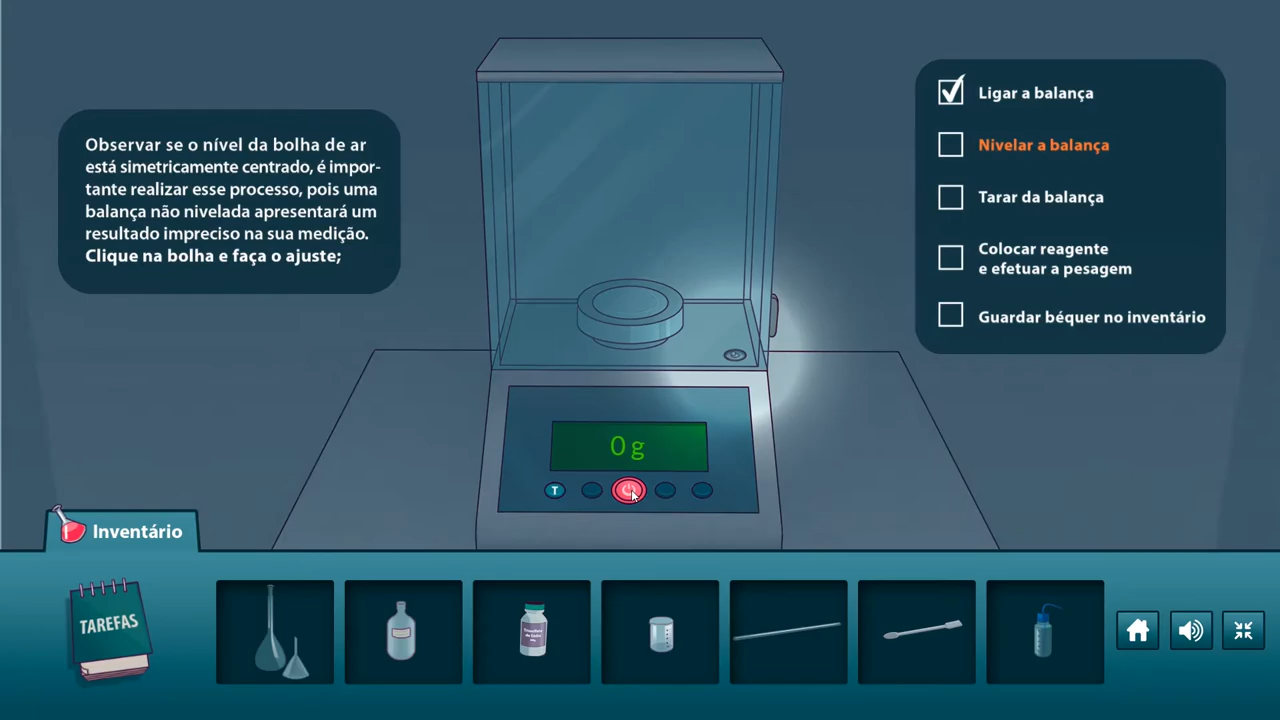 Observar se o nível da bolha de ar
está simetricamente centrado, é impor-
tante realizar esse processo, pois uma
balança não nivelada apresentará um
resultado impreciso na sua medição.
Clique na bolha e faça o ajuste;
Ligar a balança
Nivelar a balança
Tarar da balança
Colocar reagente
e efetuar a pesagem
Guardar béquer no inventário
0 g
T
Inventário
TAREFAS